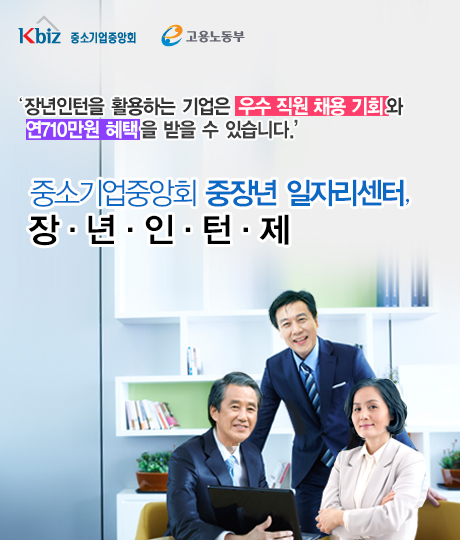 Kbiz 중소기업중앙회 고용노동부
‘장년인턴을 활용하는 기업은 우수 직원 채용 기회와
연710만원 혜택을 받을 수 있습니다.’
중소기업중앙회 중장년 일자리센터,
장·년·인·턴·제